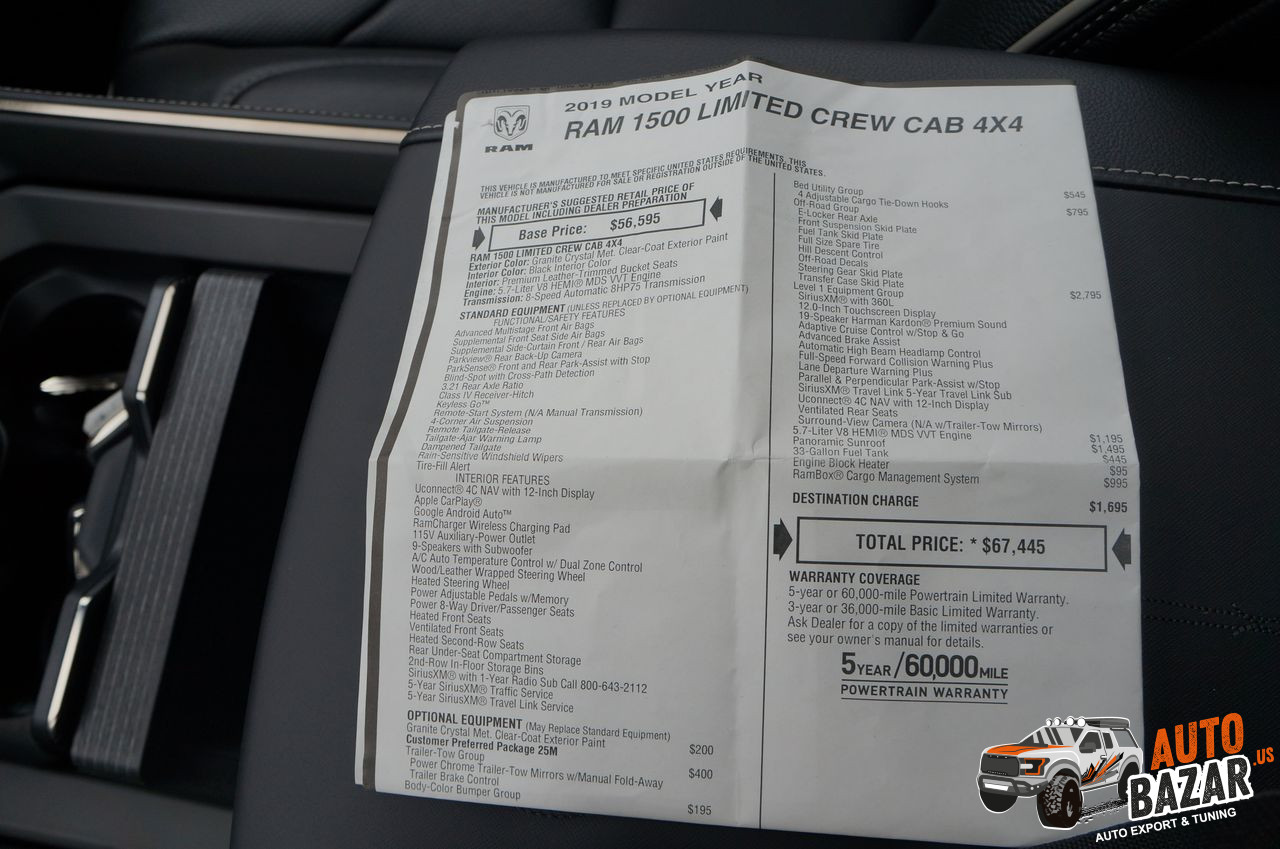 2019 MODEL YEAR
RAM 1500 LIMITED CREW CAB 4X4
RAM
THIS VEHICLE IS MANUFACTURED TO MEET SPECIFIC UNITED STATES REQUIREMENTS. THIS
VEHICLE IS NOT MANUFACTURED FOR SALE OR REGISTRATION OUTSIDE OF THE UNITED STATES.
MANUFACTURER'S SUGGESTED RETAIL PRICE OF
THIS MODEL INCLUDING DEALER PREPARATION
Base Price: $56,595
RAM 1500 LIMITED CREW CAB 4X4
Exterior Color: Granite Crystal Met. Clear-Coat Exterior Paint
Interior Color: Black Interior Color
Interior: Premium Leather-Trimmed Bucket Seats
Engine: 5.7-Liter V8 HEMI® MDS VVT Engine
Transmission: 8-Speed Automatic 8HP75 Transmission
STANDARD EQUIPMENT (UNLESS REPLACED BY OPTIONAL EQUIPMENT)
FUNCTIONAL/SAFETY FEATURES
Advanced Multistage Front Air Bags
Supplemental Front Seat Side Air Bags
Supplemental Side-Curtain Front / Rear Air Bags
Parkview® Rear Back-Up Camera
ParkSense® Front and Rear Park-Assist with Stop
Blind-Spot with Cross-Path Detection
3.21 Rear Axle Ratio
Class IV Receiver-Hitch
Keyless Go™
Remote-Start System (N/A Manual Transmission)
4-Corner Air Suspension
Remote Tailgate-Release
Tailgate-Ajar Warning Lamp
Dampened Tailgate
Rain-Sensitive Windshield Wipers
Tire-Fill Alert
INTERIOR FEATURES
Uconnect® 4C NAV with 12-Inch Display
Apple CarPlay®
Google Android Auto™
RamCharger Wireless Charging Pad
115V Auxiliary-Power Outlet
9-Speakers with Subwoofer
A/C Auto Temperature Control w/ Dual Zone Control
Wood/Leather Wrapped Steering Wheel
Heated Steering Wheel
Power Adjustable Pedals w/Memory
Power 8-Way Driver/Passenger Seats
Heated Front Seats
Ventilated Front Seats
Heated Second-Row Seats
Rear Under-Seat Compartment Storage
2nd-Row In-Floor Storage Bins
SiriusXM® with 1-Year Radio Sub Call 800-643-2112
5-Year SiriusXM® Traffic Service
5-Year SiriusXM® Travel Link Service
OPTIONAL EQUIPMENT (May Replace Standard Equipment)
Granite Crystal Met. Clear-Coat Exterior Paint $200
Customer Preferred Package 25M
Trailer-Tow Group $400
Power Chrome Trailer-Tow Mirrors w/Manual Fold-Away
Trailer Brake Control
Body-Color Bumper Group $195
Bed Utility Group $545
4 Adjustable Cargo Tie-Down Hooks
Off-Road Group $795
E-Locker Rear Axle
Front Suspension Skid Plate
Fuel Tank Skid Plate
Full Size Spare Tire
Hill Descent Control
Off-Road Decals
Steering Gear Skid Plate
Transfer Case Skid Plate
Level 1 Equipment Group $2,795
SiriusXM® with 360L
12.0-Inch Touchscreen Display
19-Speaker Harman Kardon® Premium Sound
Adaptive Cruise Control w/Stop & Go
Advanced Brake Assist
Automatic High Beam Headlamp Control
Full-Speed Forward Collision Warning Plus
Lane Departure Warning Plus
Parallel & Perpendicular Park-Assist w/Stop
SiriusXM® Travel Link 5-Year Travel Link Sub
Uconnect® 4C NAV with 12-Inch Display
Ventilated Rear Seats
Surround-View Camera (N/A w/Trailer-Tow Mirrors)
5.7-Liter V8 HEMI® MDS VVT Engine $1,195
Panoramic Sunroof $1,495
33-Gallon Fuel Tank $445
Engine Block Heater $95
RamBox® Cargo Management System $995
DESTINATION CHARGE $1,695
TOTAL PRICE: * $67,445
WARRANTY COVERAGE
5-year or 60,000-mile Powertrain Limited Warranty.
3-year or 36,000-mile Basic Limited Warranty.
Ask Dealer for a copy of the limited warranties or
see your owner's manual for details.
5YEAR/60,000MILE
POWERTRAIN WARRANTY
AUTO
BAZAR.US
AUTO EXPORT & TUNING